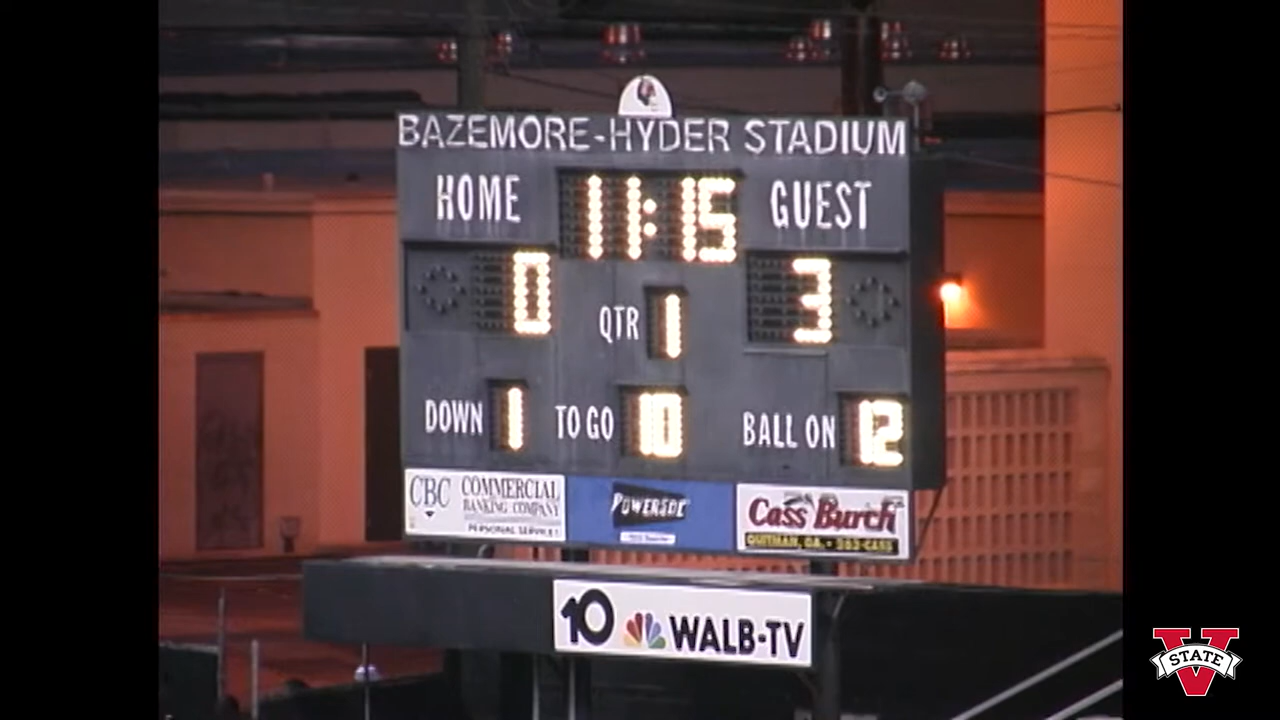 BAZEMORE-HYDER STADIUM
HOME 11:15 GUEST
0 3
QTR 1
DOWN 1 TO GO 10 BALL ON 12
CBC COMMERCIAL
BANKING COMPANY
PERSONAL SERVICE!
POWERADE
Cass Burch
QUITMAN, GA.
10 WALB-TV
V STATE